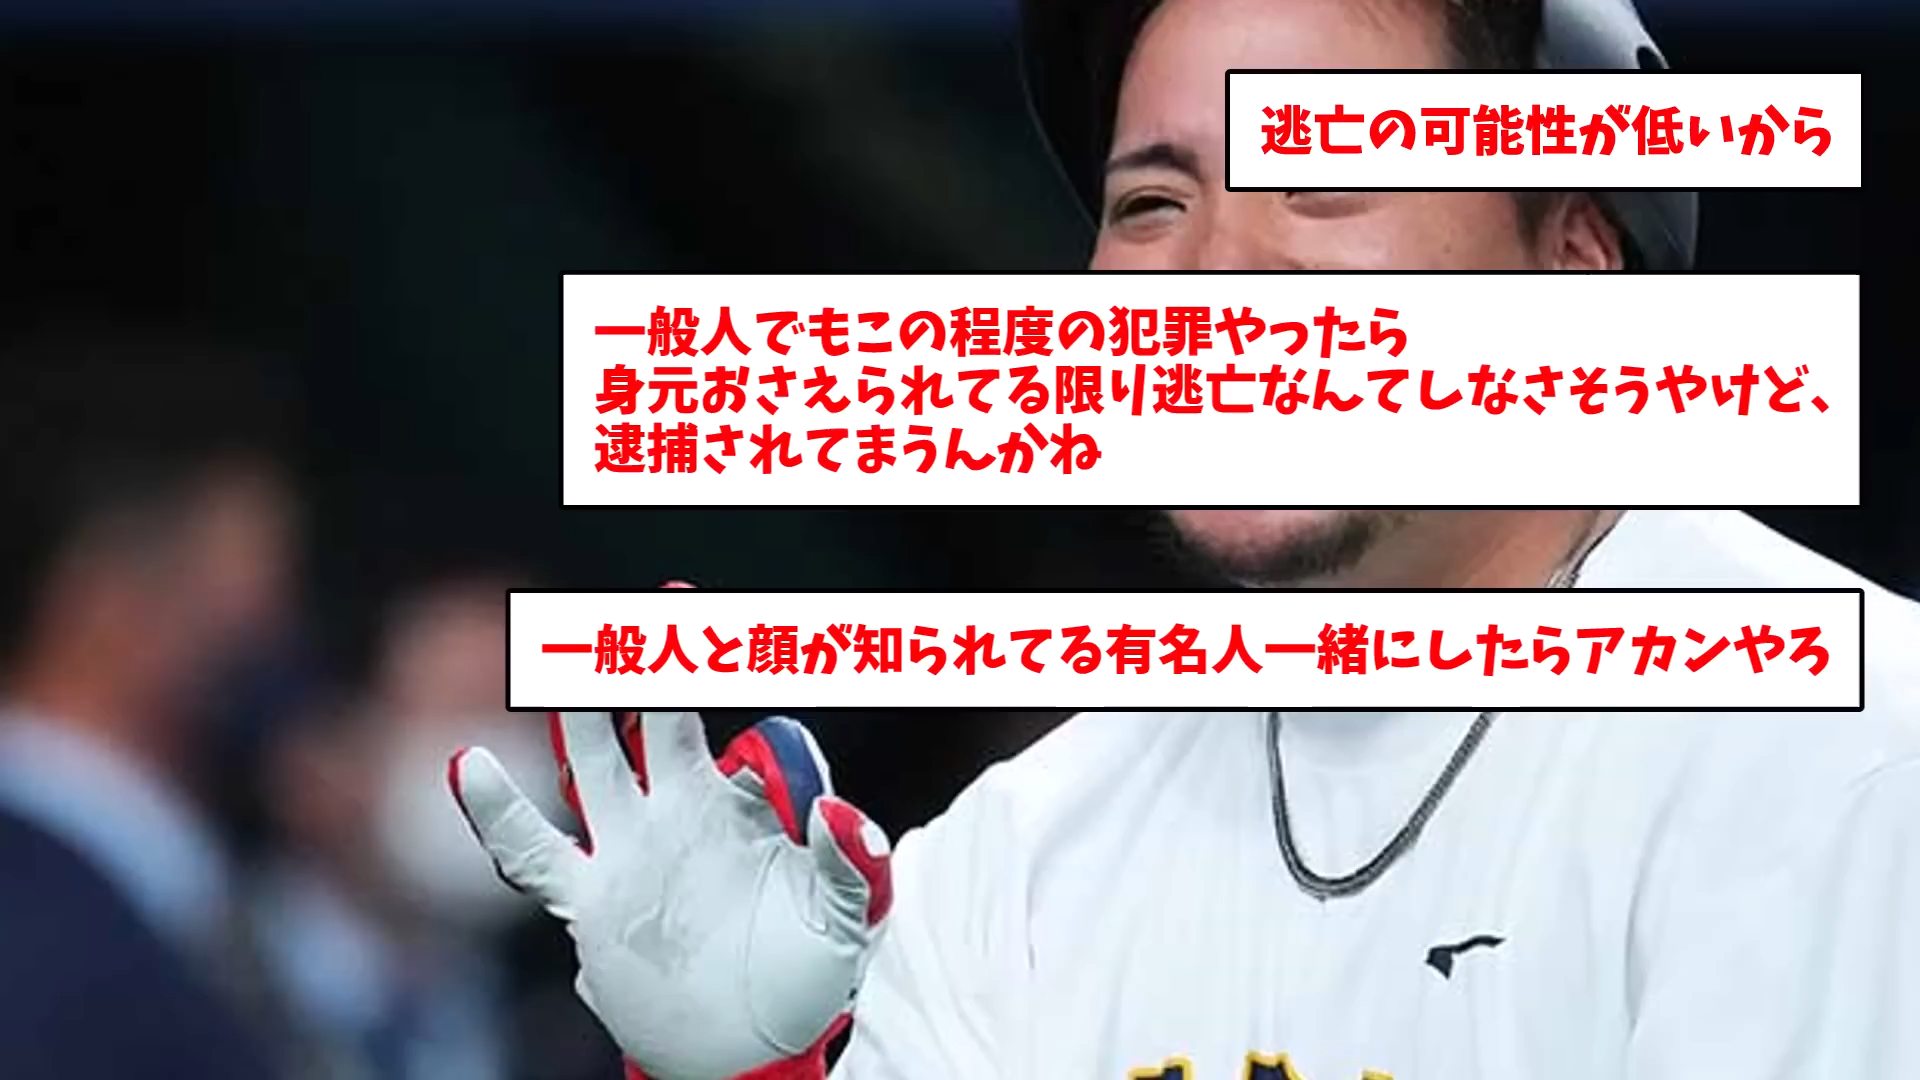 逃亡の可能性が低いから
一般人でもこの程度の犯罪やったら
身元おさえられてる限り逃亡なんてしなさそうやけど、
逮捕されてまうんかね
一般人と顔が知られてる有名人一緒にしたらアカンやろ